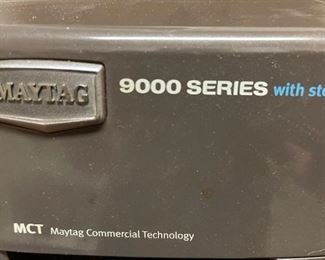 MAYTAG
9000 SERIES with
MCT Maytag Commercial Technology